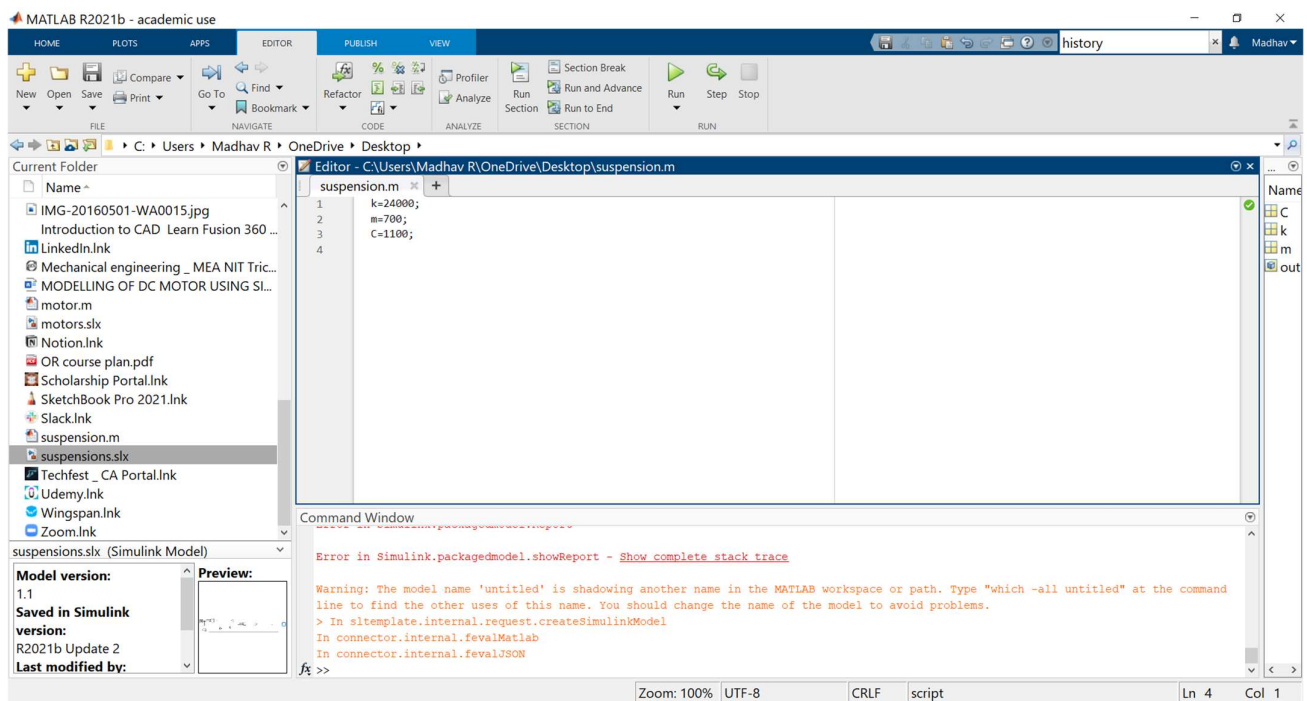 MATLAB R2021b - academic use
HOME PLOTS APPS EDITOR PUBLISH VIEW history Madhav
New Open Save Compare Print Go To Find Bookmark Refactor Profiler Analyze Run Section Section Break Run and Advance Run to End Run Step Stop
FILE NAVIGATE CODE ANALYZE SECTION RUN
C: Users Madhav R OneDrive Desktop
Current Folder
Name
IMG-20160501-WA0015.jpg
Introduction to CAD Learn Fusion 360 ...
LinkedIn.lnk
Mechanical engineering _ MEA NIT Tric...
MODELLING OF DC MOTOR USING SI...
motor.m
motors.slx
Notion.lnk
OR course plan.pdf
Scholarship Portal.lnk
SketchBook Pro 2021.lnk
Slack.lnk
suspension.m
suspensions.slx
Techfest _ CA Portal.lnk
Udemy.lnk
Wingspan.lnk
Zoom.lnk
suspensions.slx (Simulink Model)
Model version:
1.1
Saved in Simulink
version:
R2021b Update 2
Last modified by:
Preview:
Editor - C:\Users\Madhav R\OneDrive\Desktop\suspension.m
suspension.m
1 k=24000;
2 m=700;
3 C=1100;
4
Command Window
Error in Simulink.packagedmodel.showReport - Show complete stack trace
Warning: The model name 'untitled' is shadowing another name in the MATLAB workspace or path. Type "which -all untitled" at the command
line to find the other uses of this name. You should change the name of the model to avoid problems.
> In sltemplate.internal.request.createSimulinkModel
In connector.internal.fevalMatlab
In connector.internal.fevalJSON
fx >>
...
Name
C
k
m
out
Zoom: 100% UTF-8 CRLF script Ln 4 Col 1